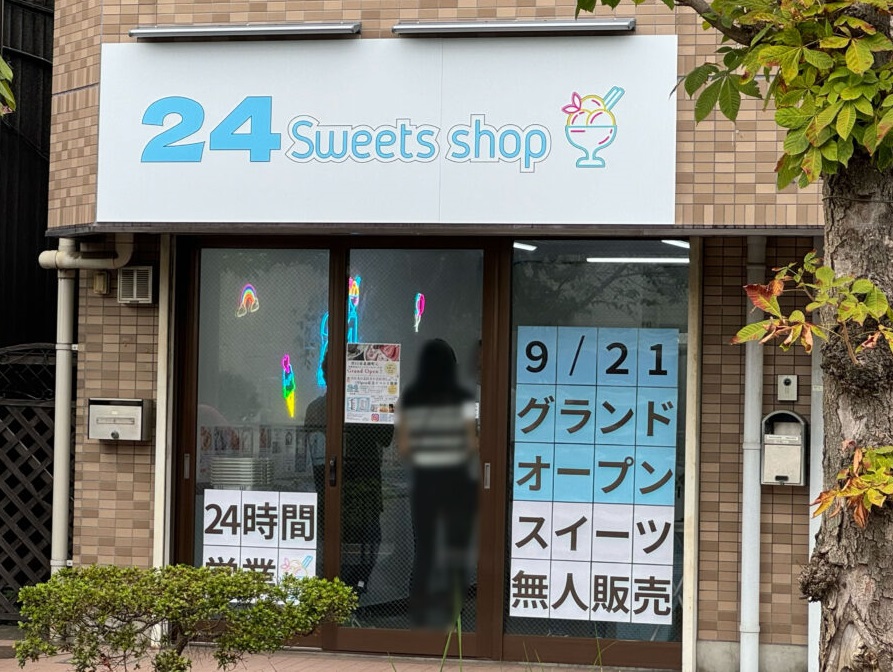 24 Sweets shop
Grand Open
9/21
グランド
オープン
スイーツ
無人販売
24時間
営業